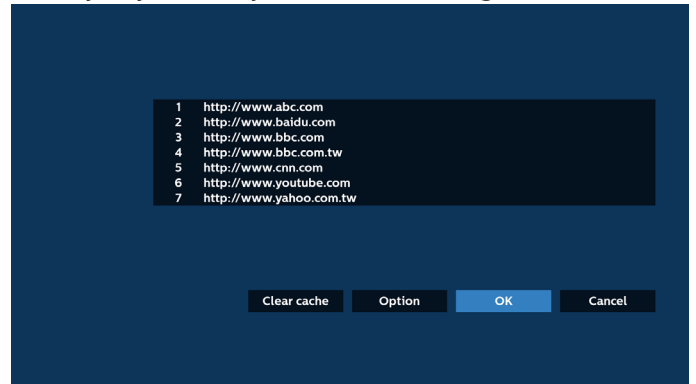 1 http://www.abc.com
2 http://www.baidu.com
3 http://www.bbc.com
4 http://www.bbc.com.tw
5 http://www.cnn.com
6 http://www.youtube.com
7 http://www.yahoo.com.tw
Clear cache Option OK Cancel